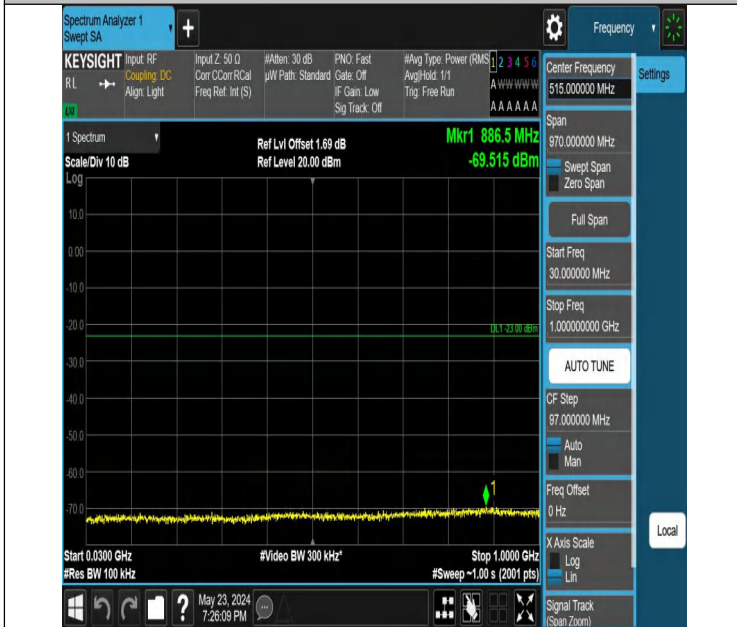 Spectrum Analyzer 1
Swept SA
+
Frequency
KEYSIGHT
RL
Input: RF
Coupling: DC
Align: Light
Input Z: 50 Ω
Corr CCorr RCal
Freq Ref: Int (S)
#Atten: 30 dB
µW Path: Standard
PNO: Fast
Gate: Off
IF Gain: Low
Sig Track: Off
#Avg Type: Power (RMS
Avg|Hold: 1/1
Trig: Free Run
1 2 3 4 5 6
A W W W W W
A A A A A A
1 Spectrum
Scale/Div 10 dB
Log
Ref Lvl Offset 1.69 dB
Ref Level 20.00 dBm
Mkr1 886.5 MHz
-69.515 dBm
10.0
0.00
-10.0
-20.0
DL1 -23.00 dBm
-30.0
-40.0
-50.0
-60.0
1
-70.0
Start 0.0300 GHz
#Res BW 100 kHz
#Video BW 300 kHz*
Stop 1.0000 GHz
#Sweep ~1.00 s (2001 pts)
Center Frequency
515.000000 MHz
Settings
Span
970.000000 MHz
Swept Span
Zero Span
Full Span
Start Freq
30.000000 MHz
Stop Freq
1.000000000 GHz
AUTO TUNE
CF Step
97.000000 MHz
Auto
Man
Freq Offset
0 Hz
Local
X Axis Scale
Log
Lin
Signal Track
(Span Zoom)
?
May 23, 2024
7:26:09 PM